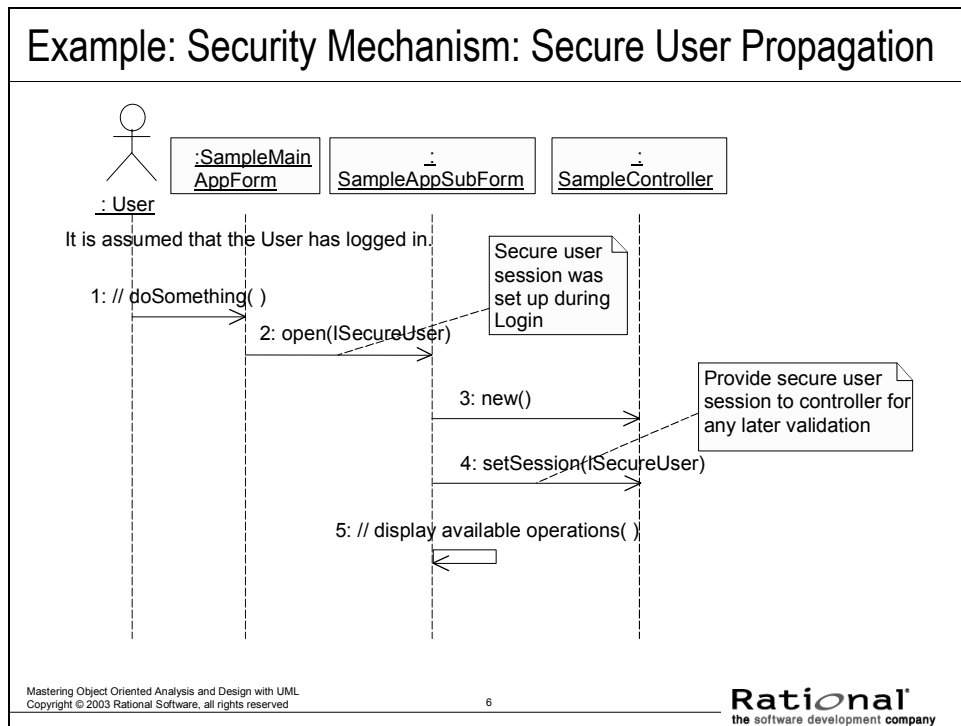 Example: Security Mechanism: Secure User Propagation
: User
:SampleMain
AppForm
:
SampleAppSubForm
:
SampleController
It is assumed that the User has logged in.
Secure user
session was
set up during
Login
1: // doSomething( )
2: open(ISecureUser)
Provide secure user
session to controller for
any later validation
3: new()
4: setSession(ISecureUser)
5: // display available operations( )
Mastering Object Oriented Analysis and Design with UML
Copyright © 2003 Rational Software, all rights reserved
6
Rational
the software development company